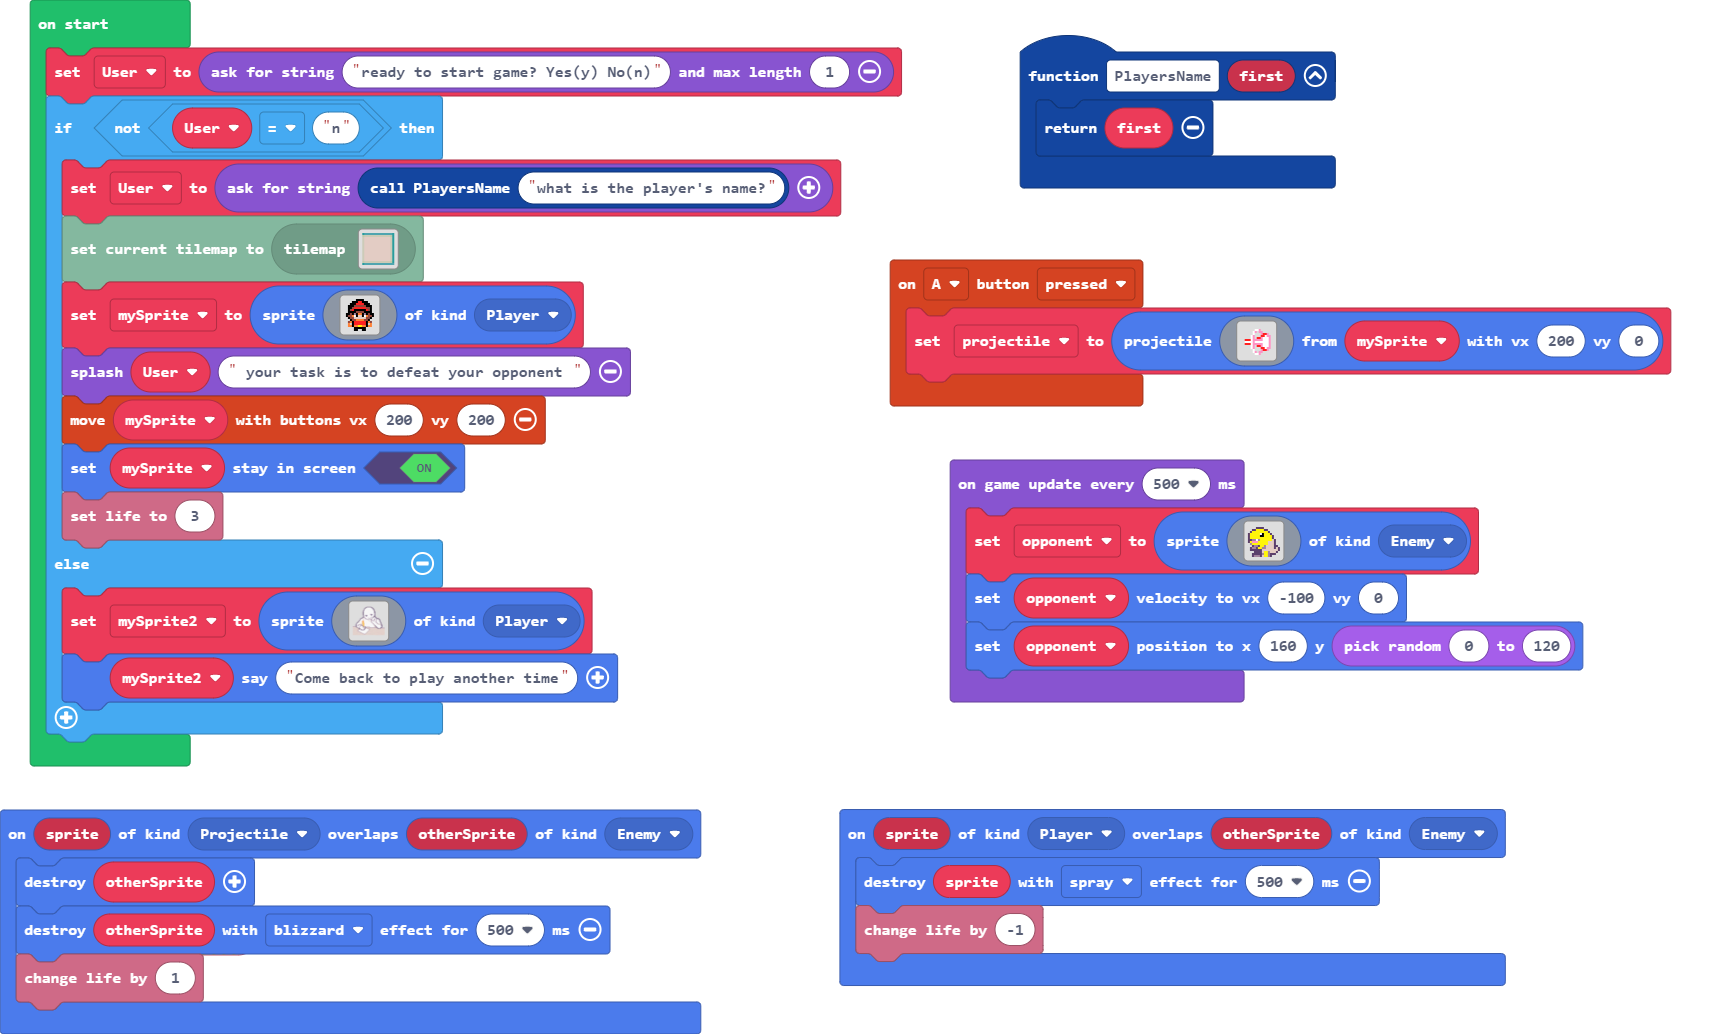 on start
set User to ask for string "ready to start game? Yes(y) No(n)" and max length 1
if not User = "n" then
set User to ask for string call PlayersName "what is the player's name?"
set current tilemap to tilemap
set mySprite to sprite of kind Player
splash User " your task is to defeat your opponent "
move mySprite with buttons vx 200 vy 200
set mySprite stay in screen ON
set life to 3
else
set mySprite2 to sprite of kind Player
mySprite2 say "Come back to play another time"
function PlayersName first
return first
on A button pressed
set projectile to projectile from mySprite with vx 200 vy 0
on game update every 500 ms
set opponent to sprite of kind Enemy
set opponent velocity to vx -100 vy 0
set opponent position to x 160 y pick random 0 to 120
on sprite of kind Projectile overlaps otherSprite of kind Enemy
destroy otherSprite
destroy otherSprite with blizzard effect for 500 ms
change life by 1
on sprite of kind Player overlaps otherSprite of kind Enemy
destroy sprite with spray effect for 500 ms
change life by -1